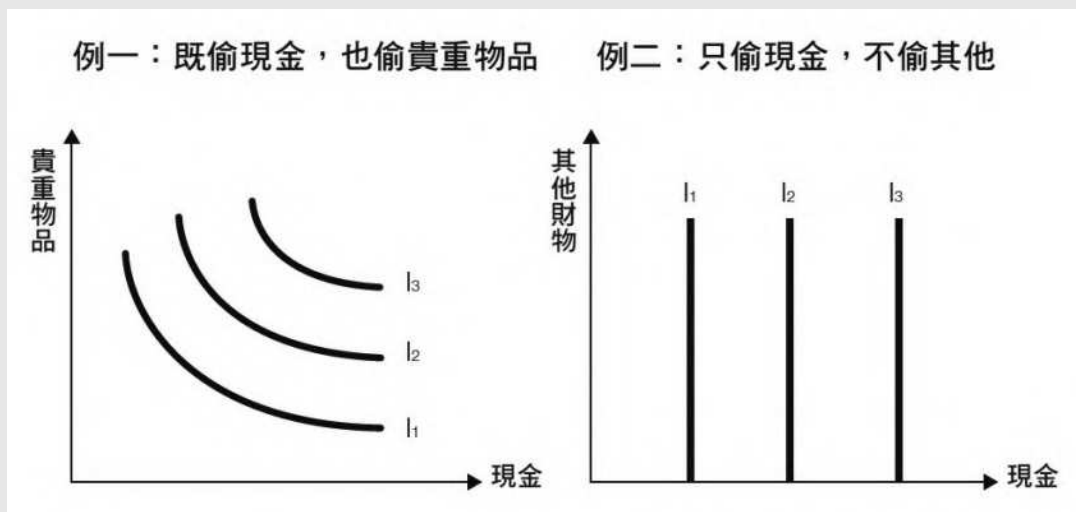 例一：既偷現金，也偷貴重物品
貴重物品
I₃
I₂
I₁
現金
例二：只偷現金，不偷其他
其他財物
I₁ I₂ I₃
現金